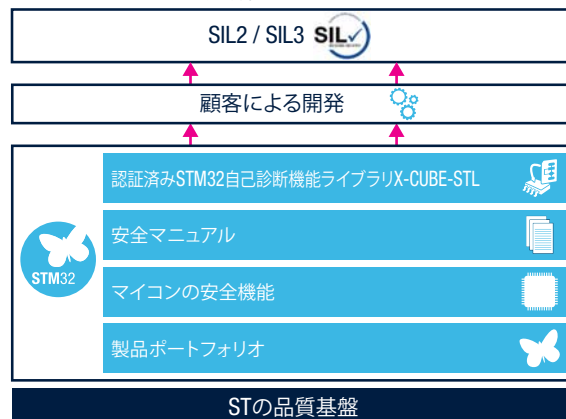 SIL2 / SIL3 SIL
顧客による開発
認証済みSTM32自己診断機能ライブラリX-CUBE-STL
安全マニュアル
STM32
マイコンの安全機能
製品ポートフォリオ
STの品質基盤